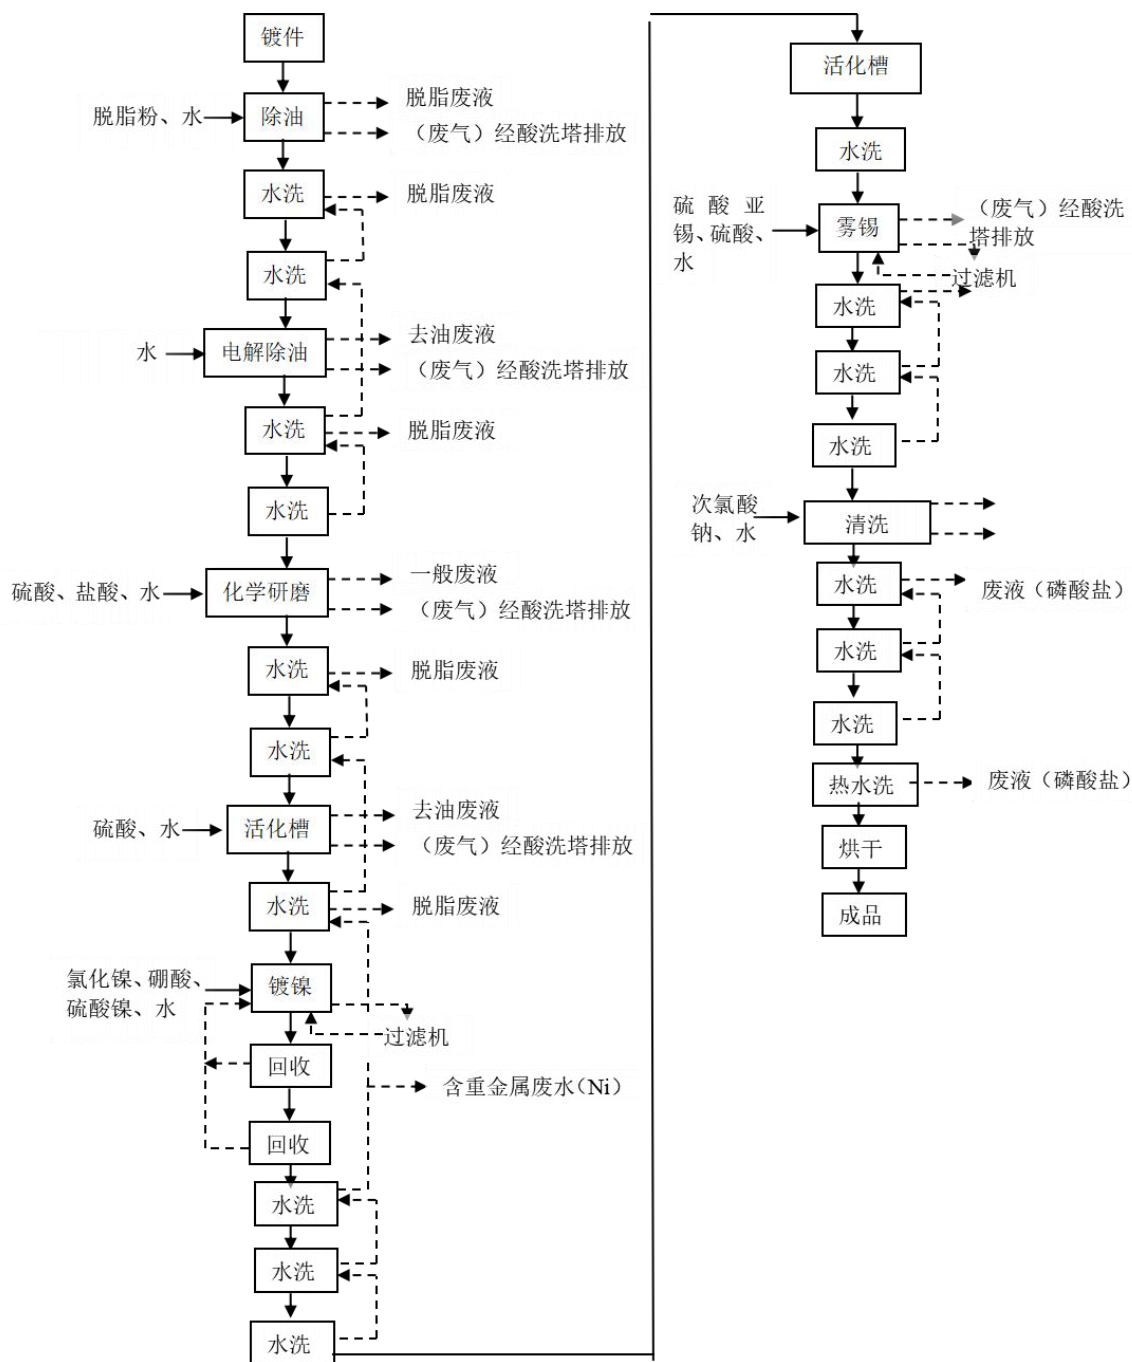 镀件
脱脂粉、水
除油
脱脂废液
（废气）经酸洗塔排放
水洗
脱脂废液
水洗
水
电解除油
去油废液
（废气）经酸洗塔排放
水洗
脱脂废液
水洗
硫酸、盐酸、水
化学研磨
一般废液
（废气）经酸洗塔排放
水洗
脱脂废液
水洗
硫酸、水
活化槽
去油废液
（废气）经酸洗塔排放
水洗
脱脂废液
氯化镍、硼酸、
硫酸镍、水
镀镍
过滤机
回收
含重金属废水（Ni）
回收
水洗
水洗
水洗
活化槽
水洗
硫酸亚
锡、硫酸、
水
雾锡
（废气）经酸洗
塔排放
过滤机
水洗
水洗
水洗
次氯酸
钠、水
清洗
水洗
废液（磷酸盐）
水洗
水洗
热水洗
废液（磷酸盐）
烘干
成品